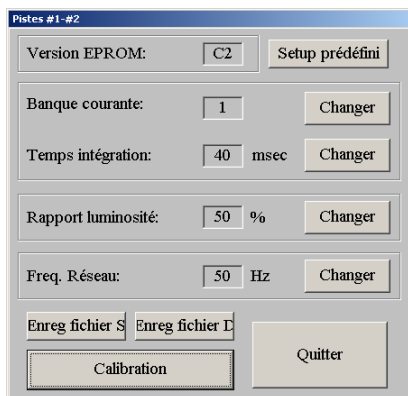 Pistes #1-#2
Version EPROM: C2 Setup prédéfini
Banque courante: 1 Changer
Temps intégration: 40 msec Changer
Rapport luminosité: 50 % Changer
Freq. Réseau: 50 Hz Changer
Enreg fichier S Enreg fichier D
Calibration Quitter